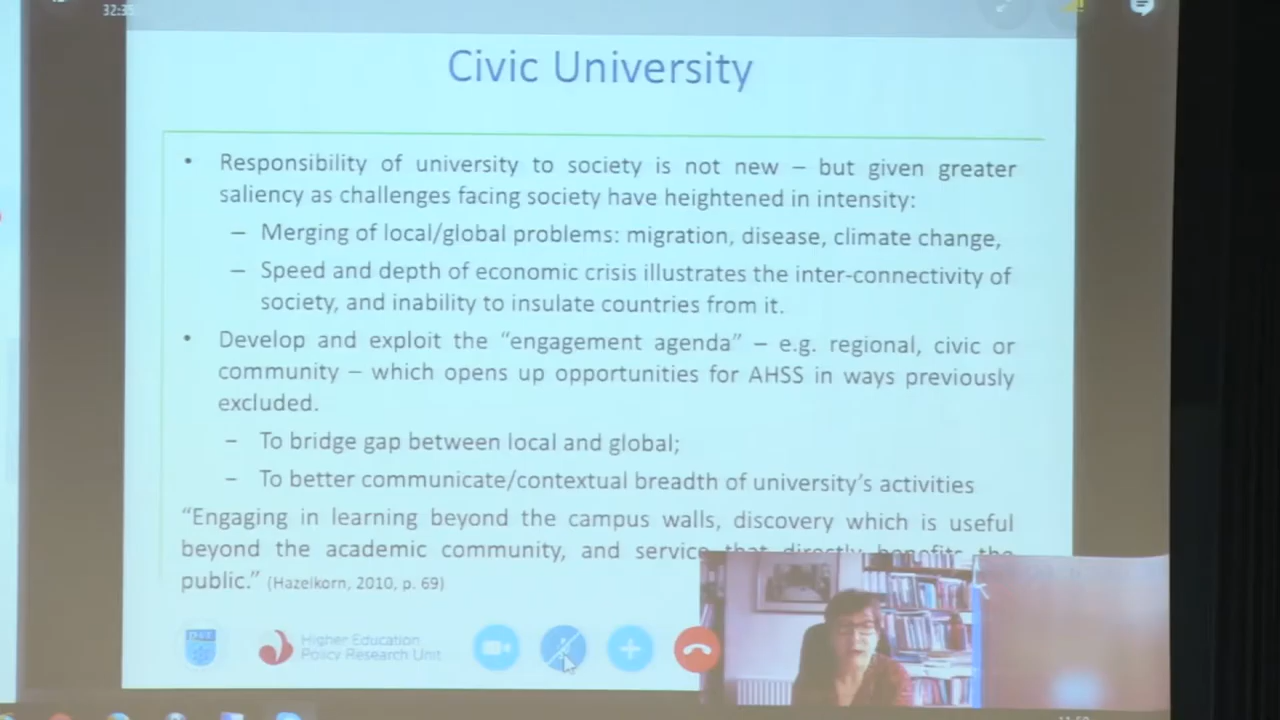 32:35
Civic University
• Responsibility of university to society is not new – but given greater
saliency as challenges facing society have heightened in intensity:
– Merging of local/global problems: migration, disease, climate change,
– Speed and depth of economic crisis illustrates the inter-connectivity of
society, and inability to insulate countries from it.
• Develop and exploit the “engagement agenda” – e.g. regional, civic or
community – which opens up opportunities for AHSS in ways previously
excluded.
– To bridge gap between local and global;
– To better communicate/contextual breadth of university’s activities
“Engaging in learning beyond the campus walls, discovery which is useful
beyond the academic community, and service that directly benefits the
public.” (Hazelkorn, 2010, p. 69)
Higher Education
Policy Research Unit